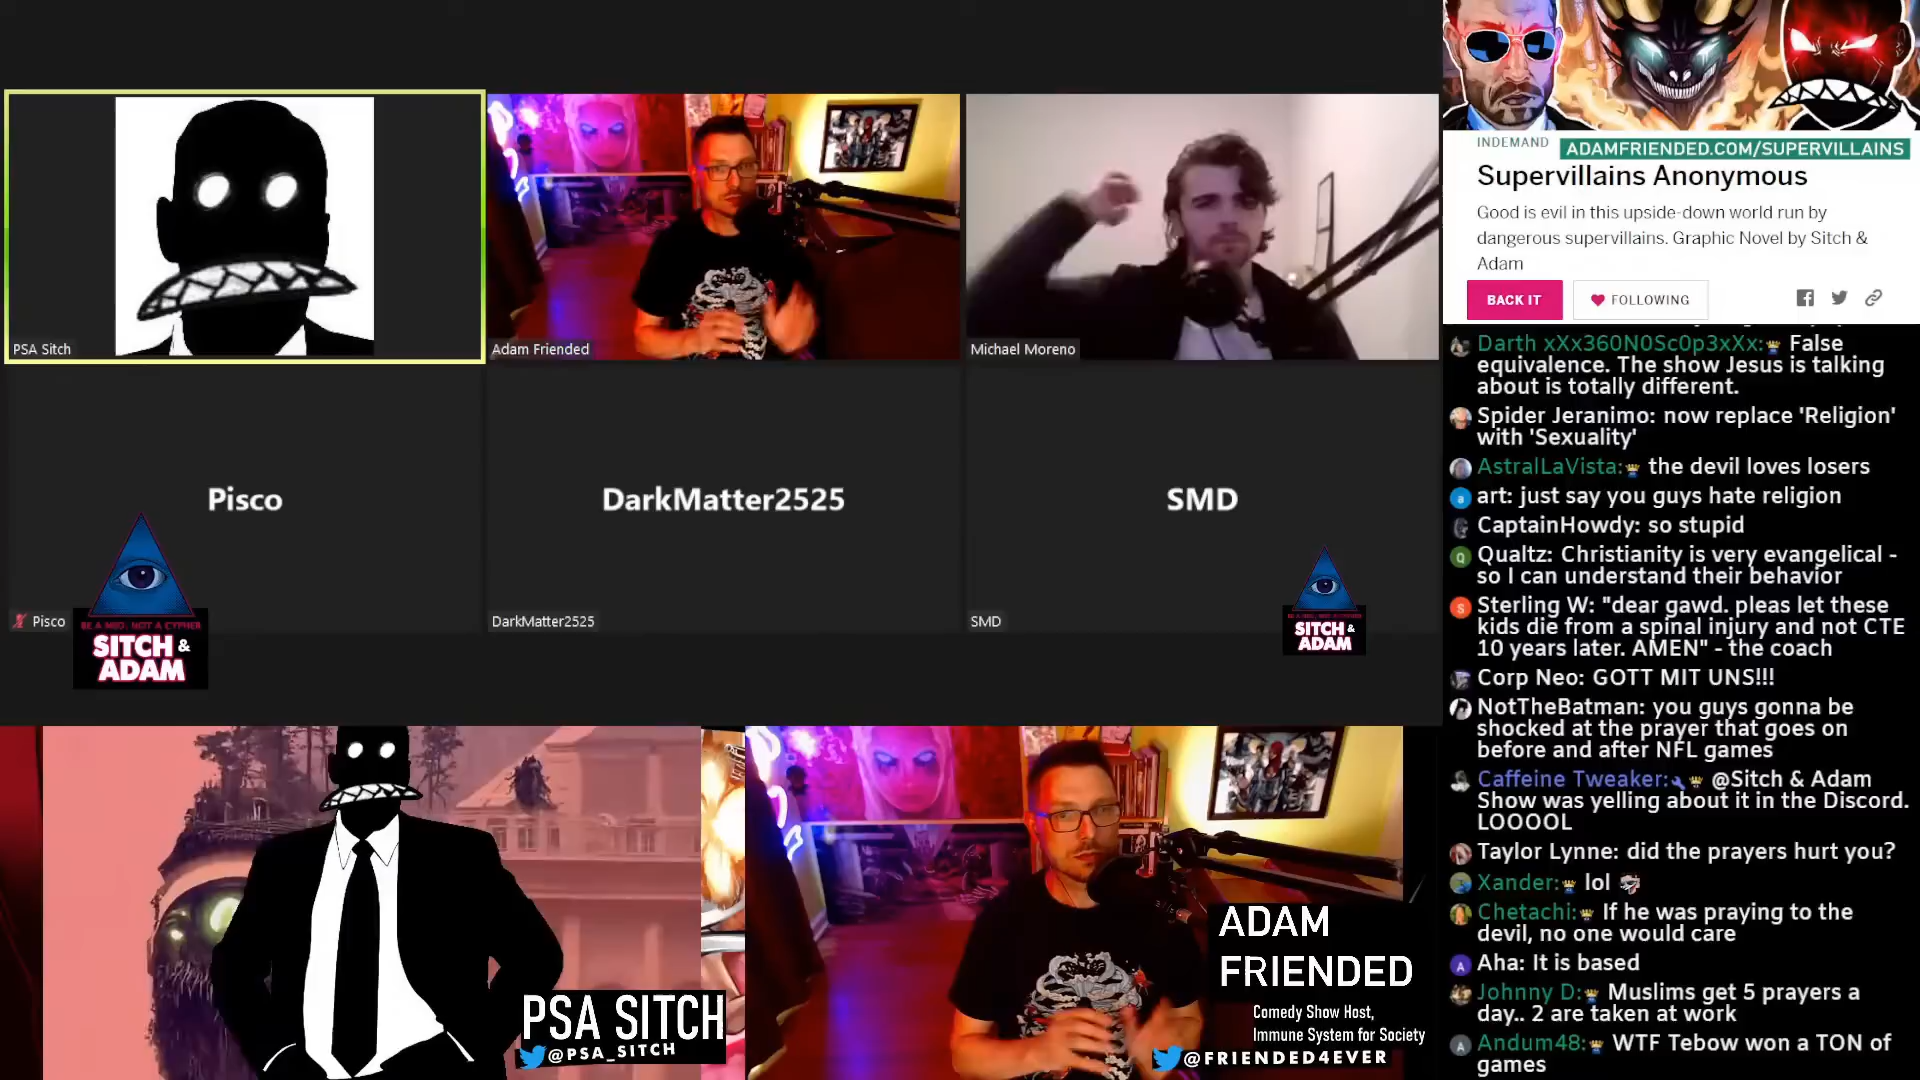 PSA Sitch
Adam Friended
Michael Moreno
Pisco
DarkMatter2525
SMD
Pisco
DarkMatter2525
SMD
BE A NEO, NOT A CYPHER
SITCH &
ADAM
SITCH &
ADAM
PSA SITCH
@PSA_SITCH
ADAM
FRIENDED
Comedy Show Host,
Immune System for Society
@FRIENDED4EVER
INDEMAND
ADAMFRIENDED.COM/SUPERVILLAINS
Supervillains Anonymous
Good is evil in this upside-down world run by
dangerous supervillains. Graphic Novel by Sitch &
Adam
BACK IT
FOLLOWING
Darth xXx360N0Sc0p3xXx: False
equivalence. The show Jesus is talking
about is totally different.
Spider Jeranimo: now replace 'Religion'
with 'Sexuality'
AstralLaVista: the devil loves losers
art: just say you guys hate religion
CaptainHowdy: so stupid
Qualtz: Christianity is very evangelical -
so I can understand their behavior
Sterling W: "dear gawd. pleas let these
kids die from a spinal injury and not CTE
10 years later. AMEN" - the coach
Corp Neo: GOTT MIT UNS!!!
NotTheBatman: you guys gonna be
shocked at the prayer that goes on
before and after NFL games
Caffeine Tweaker: @Sitch & Adam
Show was yelling about it in the Discord.
LOOOOL
Taylor Lynne: did the prayers hurt you?
Xander: lol
Chetachi: If he was praying to the
devil, no one would care
Aha: It is based
Johnny D: Muslims get 5 prayers a
day.. 2 are taken at work
Andum48: WTF Tebow won a TON of
games